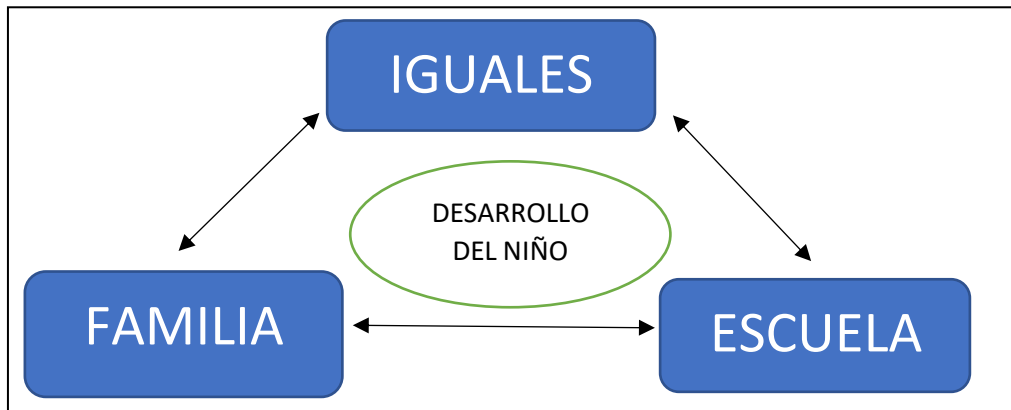 IGUALES
DESARROLLO
DEL NIÑO
FAMILIA
ESCUELA